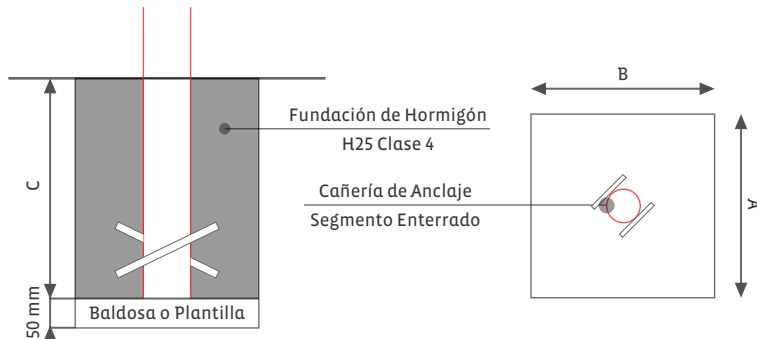 B
Fundación de Hormigón
H25 Clase 4
C
Cañería de Anclaje
Segmento Enterrado
A
50 mm
Baldosa o Plantilla